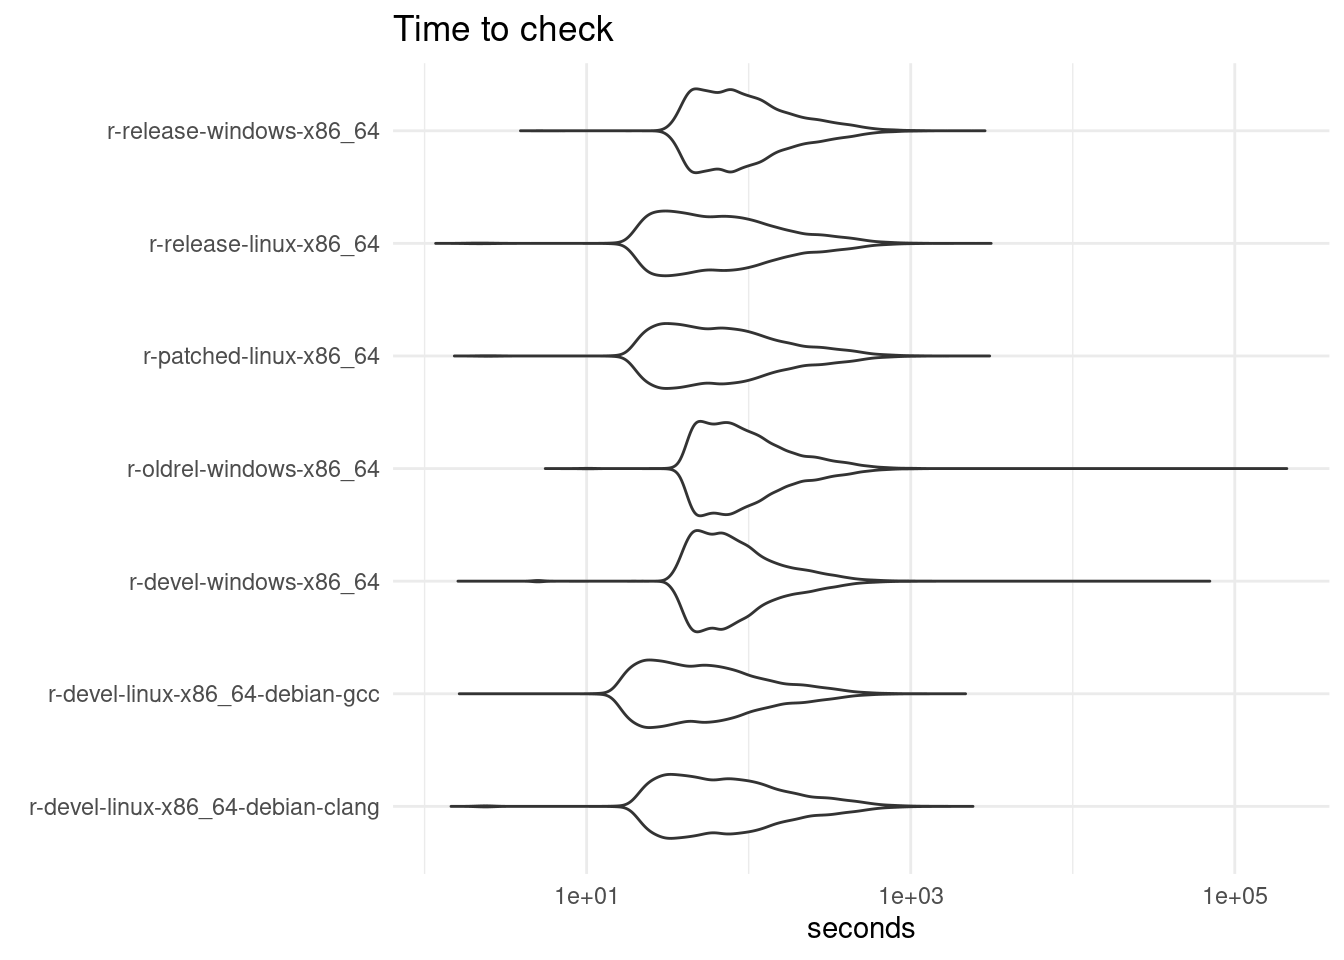 Time to check
r-release-windows-x86_64
r-release-linux-x86_64
r-patched-linux-x86_64
r-oldrel-windows-x86_64
r-devel-windows-x86_64
r-devel-linux-x86_64-debian-gcc
r-devel-linux-x86_64-debian-clang
1e+01 1e+03 1e+05
seconds